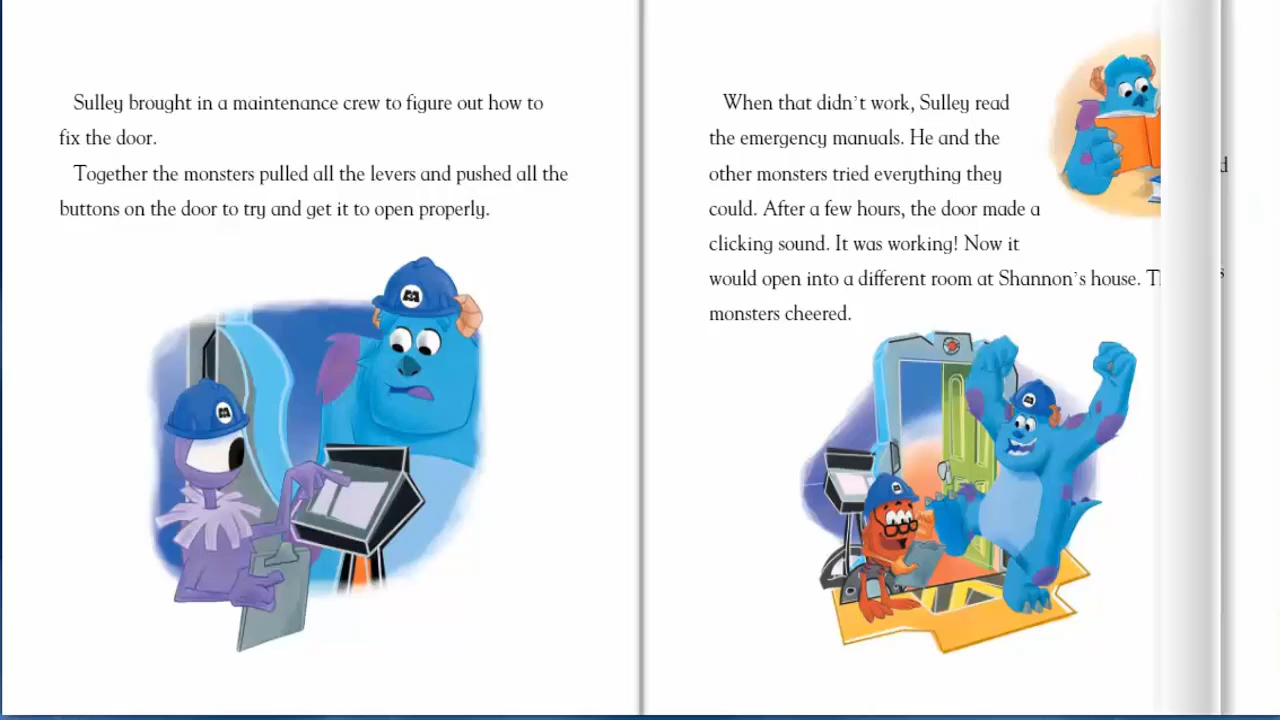 Sulley brought in a maintenance crew to figure out how to
fix the door.
Together the monsters pulled all the levers and pushed all the
buttons on the door to try and get it to open properly.
When that didn't work, Sulley read
the emergency manuals. He and the
other monsters tried everything they
could. After a few hours, the door made a
clicking sound. It was working! Now it
would open into a different room at Shannon's house.
monsters cheered.